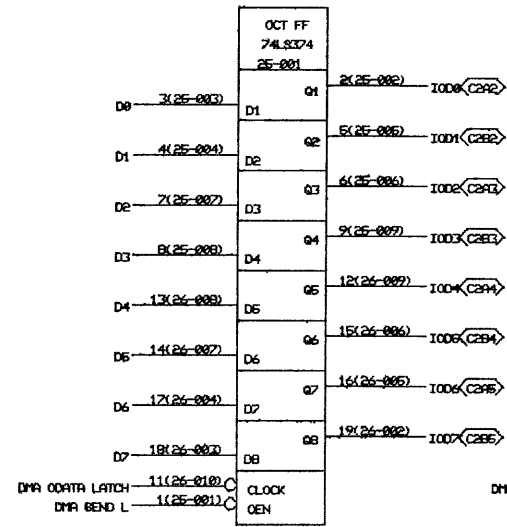 OCT FF
74LS374
25-001
Q1 2(25-002) IOD0 C2A2
D0 3(25-003) D1
Q2 5(25-005) IOD1 C2B2
D1 4(25-004) D2
Q3 6(25-006) IOD2 C2A3
D2 7(25-007) D3
Q4 9(25-009) IOD3 C2B3
D3 8(25-008) D4
Q5 12(26-009) IOD4 C2A4
D4 13(26-008) D5
Q6 15(26-006) IOD5 C2B4
D5 14(26-007) D6
Q7 16(26-005) IOD6 C2A5
D6 17(26-004) D7
Q8 19(26-002) IOD7 C2B5
D7 18(26-003) D8
DMA ODATA LATCH 11(26-010) CLOCK DM
DMA BEND L 1(25-001) OEN